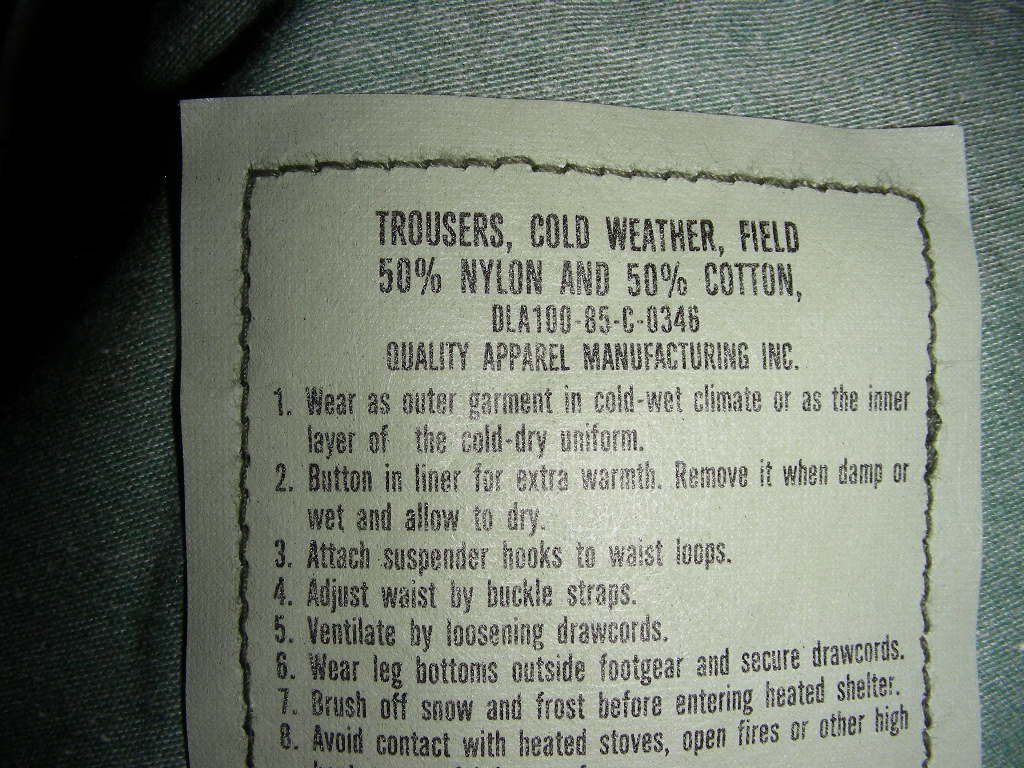 TROUSERS, COLD WEATHER, FIELD
50% NYLON AND 50% COTTON,
DLA100-85-C-0346
QUALITY APPAREL MANUFACTURING INC.
1. Wear as outer garment in cold-wet climate or as the inner
layer of the cold-dry uniform.
2. Button in liner for extra warmth. Remove it when damp or
wet and allow to dry.
3. Attach suspender hooks to waist loops.
4. Adjust waist by buckle straps.
5. Ventilate by loosening drawcords.
6. Wear leg bottoms outside footgear and secure drawcords.
7. Brush off snow and frost before entering heated shelter.
8. Avoid contact with heated stoves, open fires or other high